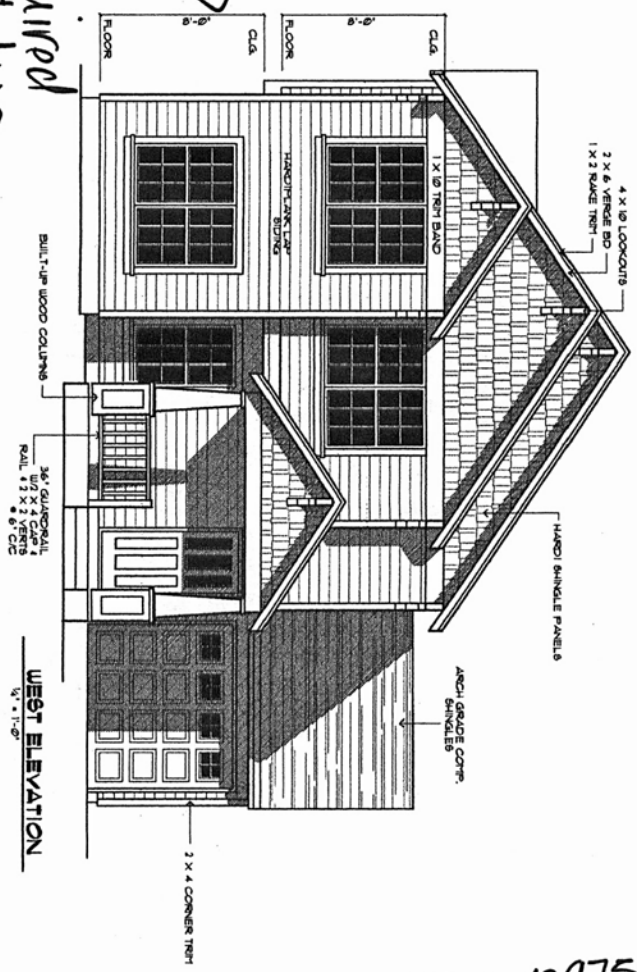 4 X 10 LOOKOUTS
2 X 6 VERGE BD
1 X 2 RAKE TRIM
HARDI SHINGLE PANELS
ARCH GRADE COMP.
SHINGLES
CLG.
8'-0"
FLOOR
CLG.
8'-0"
FLOOR
1 X 10 TRIM BAND
HARDIPLANK LAP
SIDING
2 X 4 CORNER TRIM
BUILT-UP WOOD COLUMNS
36" GUARDRAIL
W/2 X 4 CAP &
RAIL & 2 X 2 VERTS
@ 6" C/C
WEST ELEVATION
1/4" = 1'-0"
uired
975